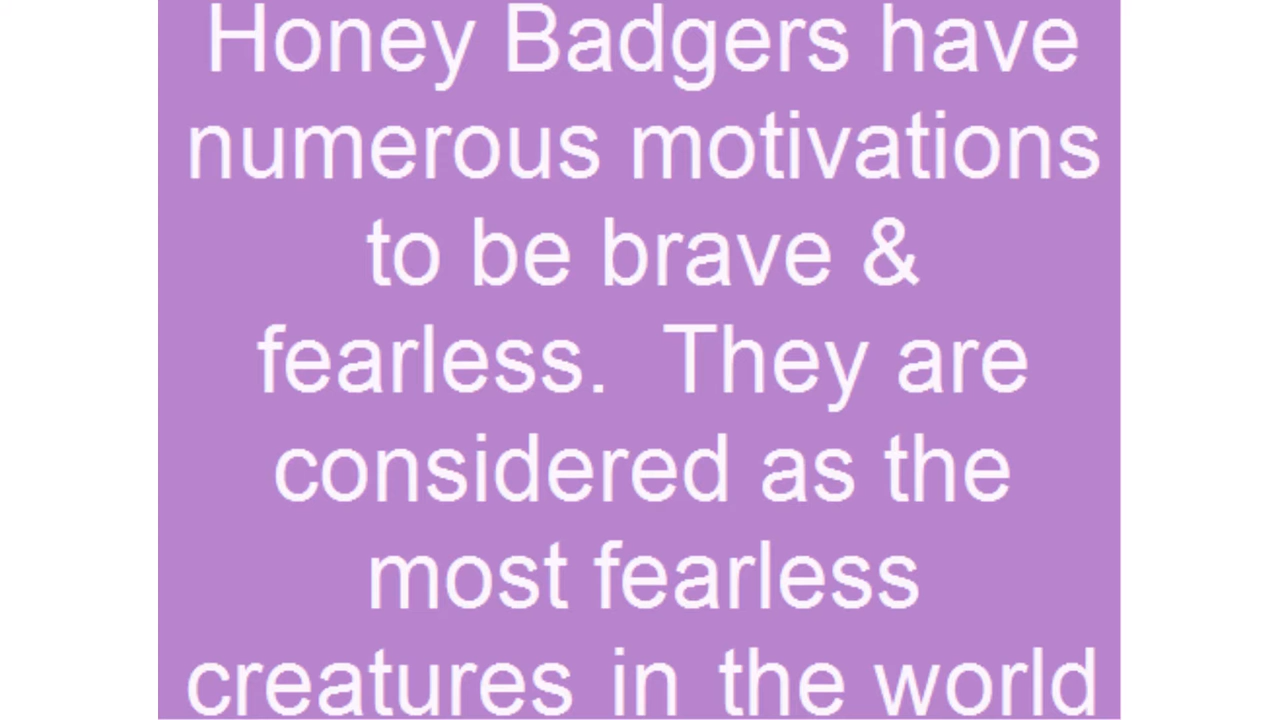 Honey Badgers have
numerous motivations
to be brave &
fearless.  They are
considered as the
most fearless
creatures in the world